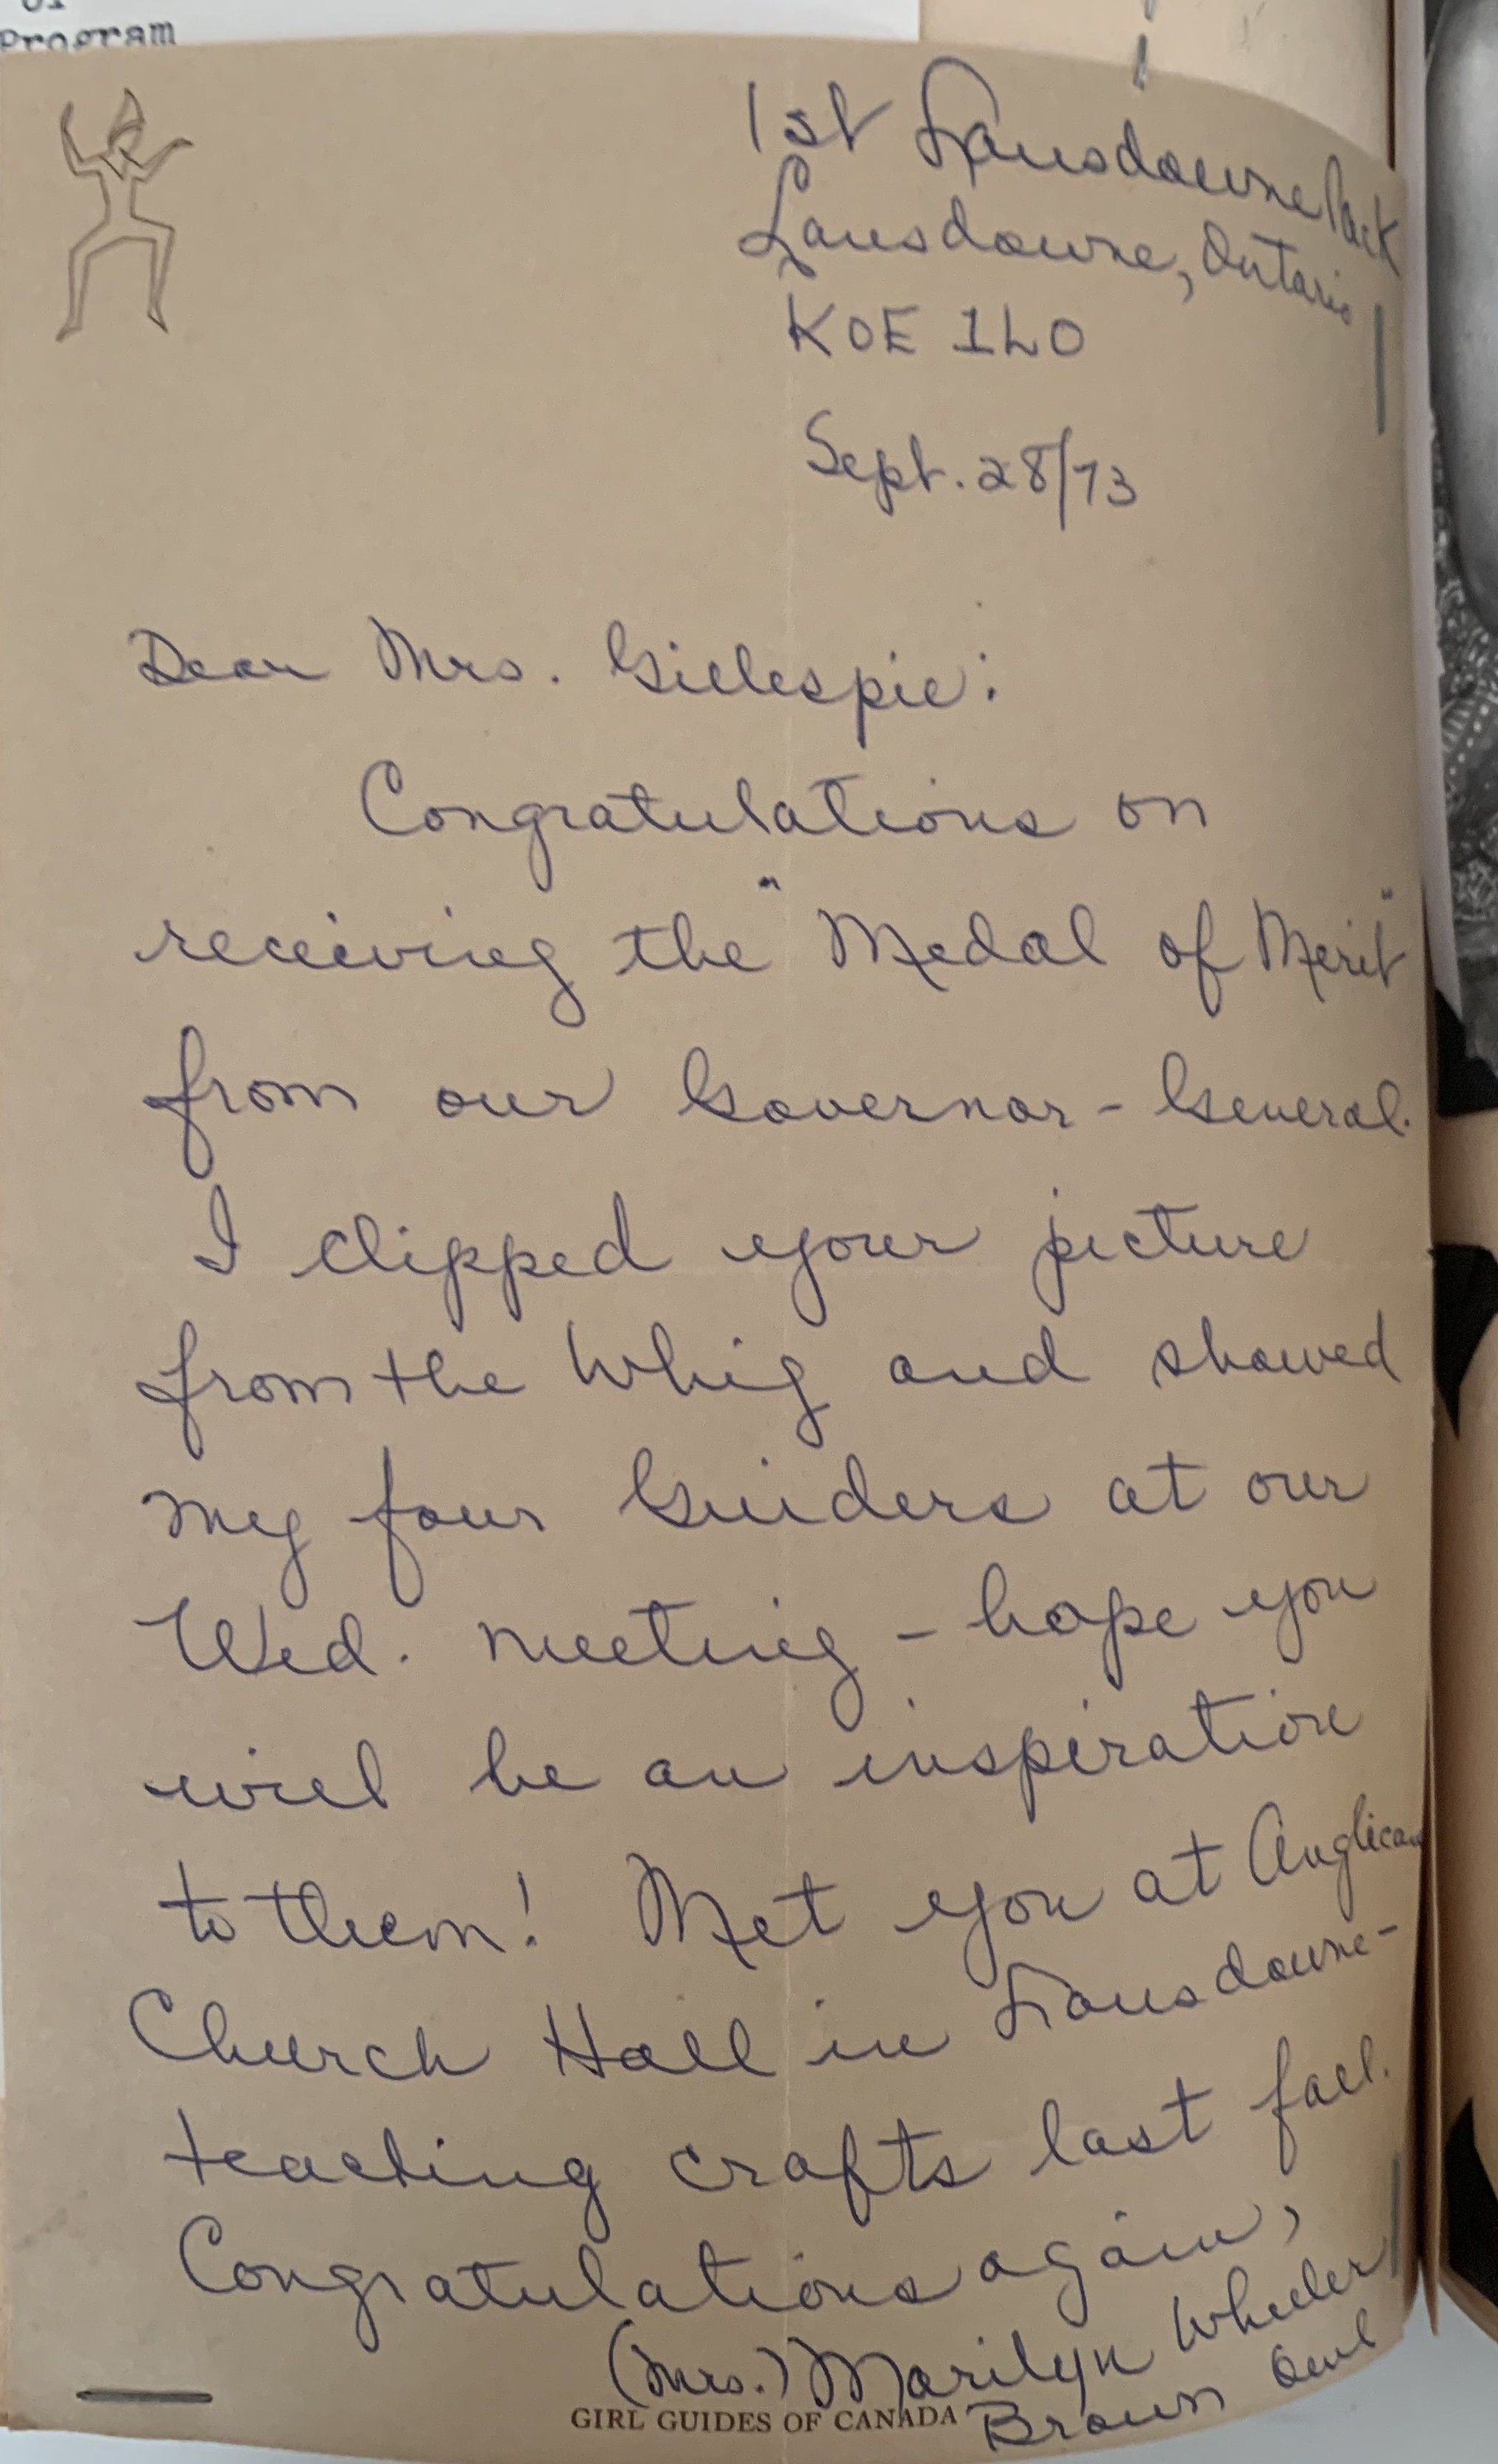 Program
1st Lansdowne Pack
Lansdowne, Ontario
K0E 1L0
Sept. 28/73
Dear Mrs. Gillespie:
Congratulations on
receiving the "Medal of Merit"
from our Governor-General.
I clipped your picture
from the Whig and showed
my four Guiders at our
Wed. meeting - hope you
will be an inspiration
to them! Met you at Anglican
Church Hall in Lansdowne -
teaching crafts last fall.
Congratulations again,
(Mrs.) Marilyn Wheeler
Brown Owl
GIRL GUIDES OF CANADA